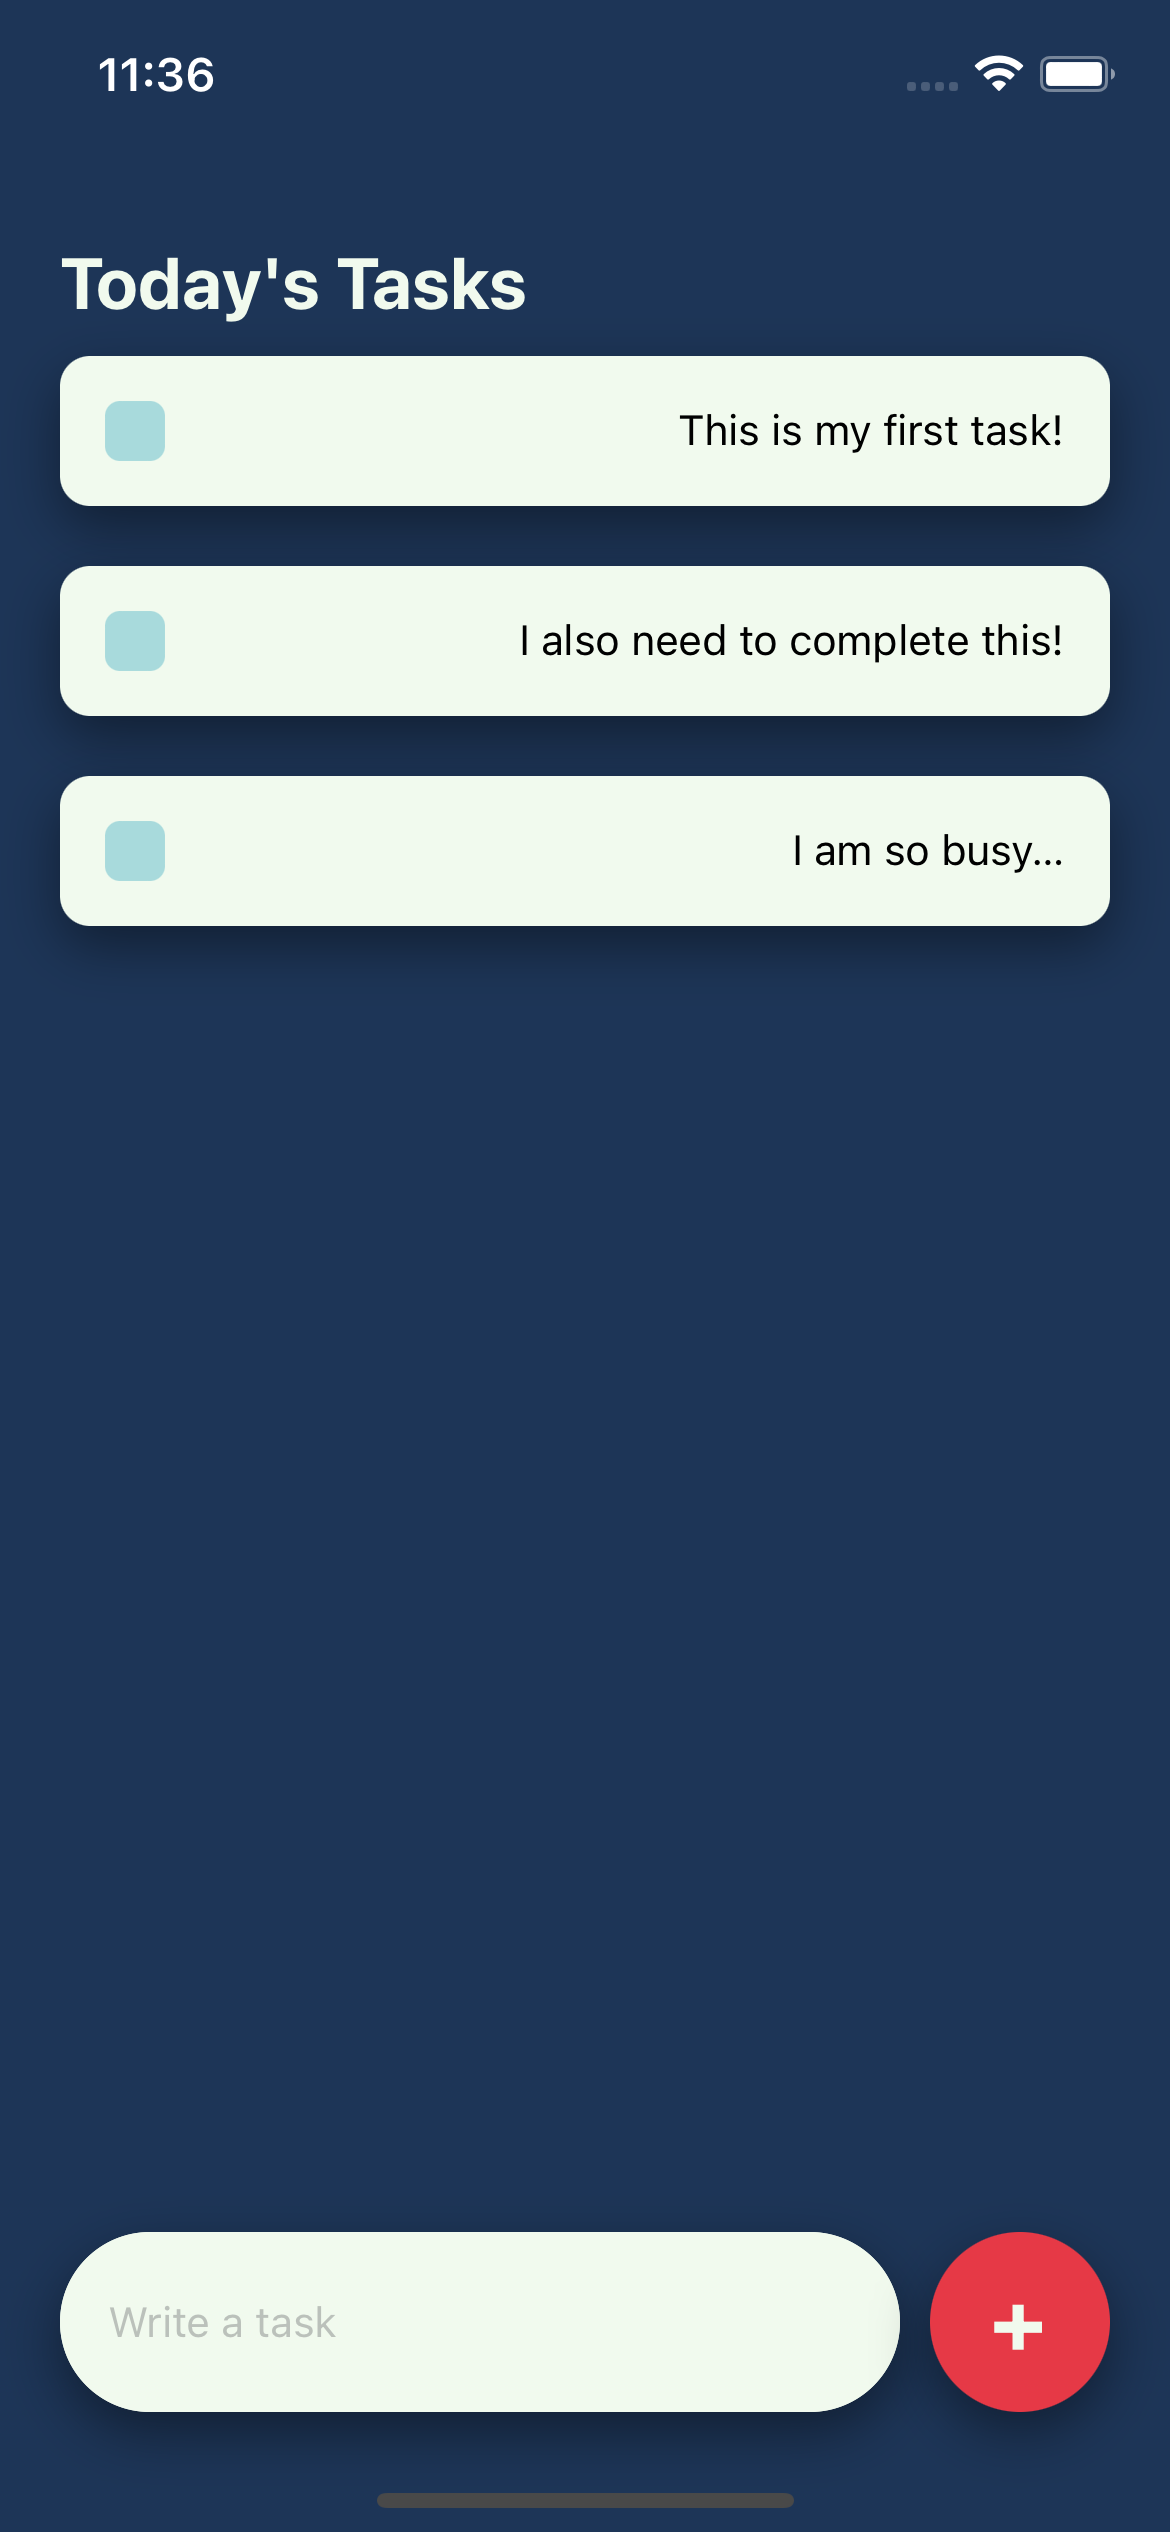 11:36
Today's Tasks
This is my first task!
I also need to complete this!
I am so busy...
Write a task
+